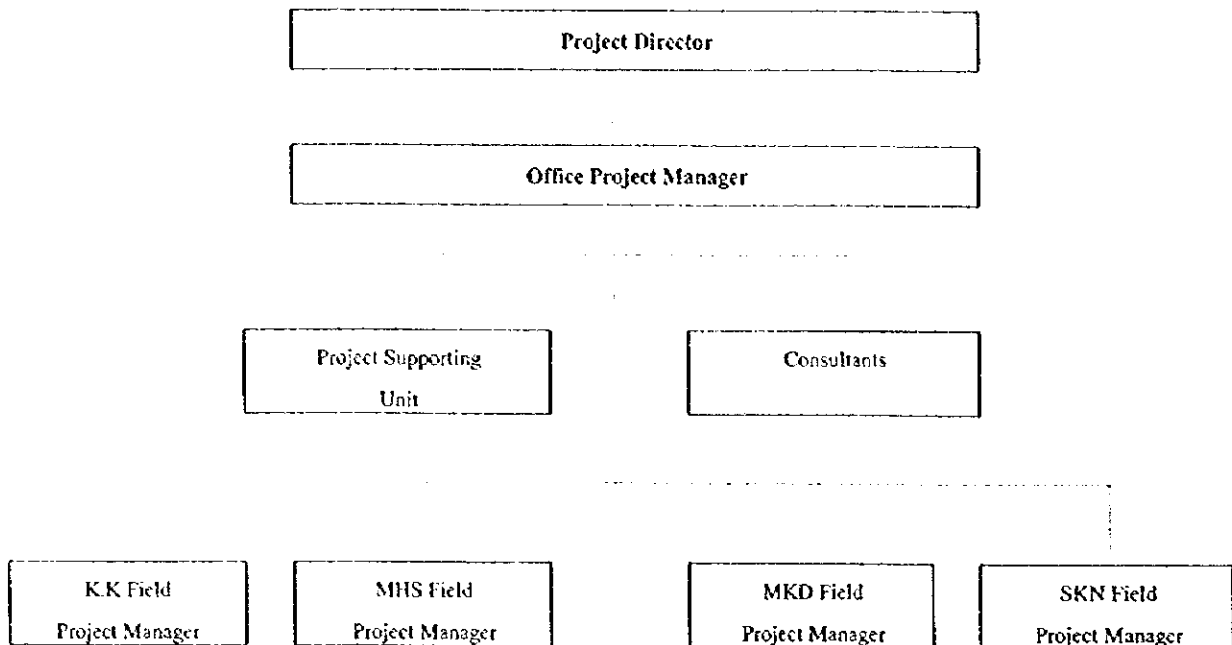 Project Director
Office Project Manager
Project Supporting
Unit
Consultants
K.K Field
Project Manager
MHS Field
Project Manager
MKD Field
Project Manager
SKN Field
Project Manager